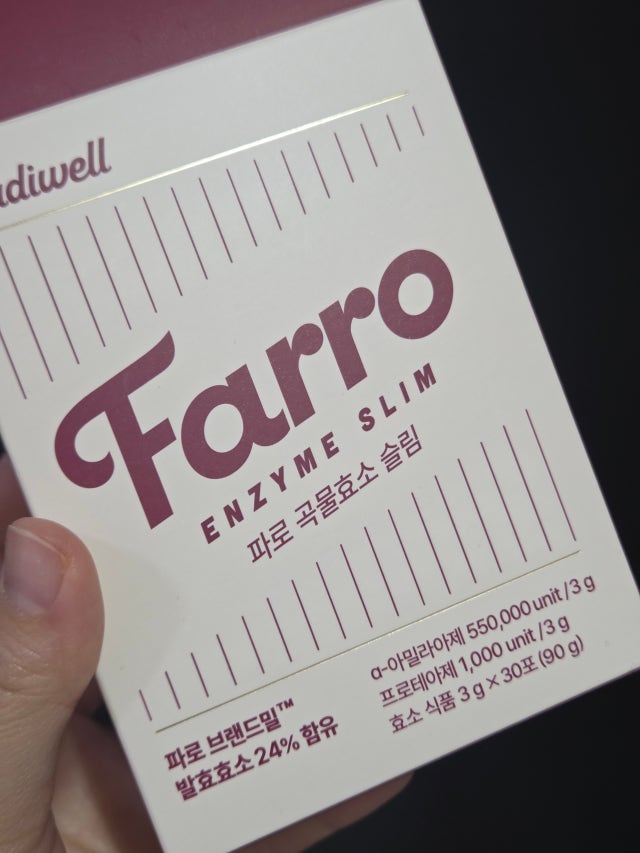 Farro
ENZYME SLIM
파로 곡물효소 슬림
파로 브랜드밀™
발효효소 24% 함유
α-아밀라아제 550,000 unit /3 g
프로테아제 1,000 unit /3 g
효소 식품 3 g × 30포 (90 g)